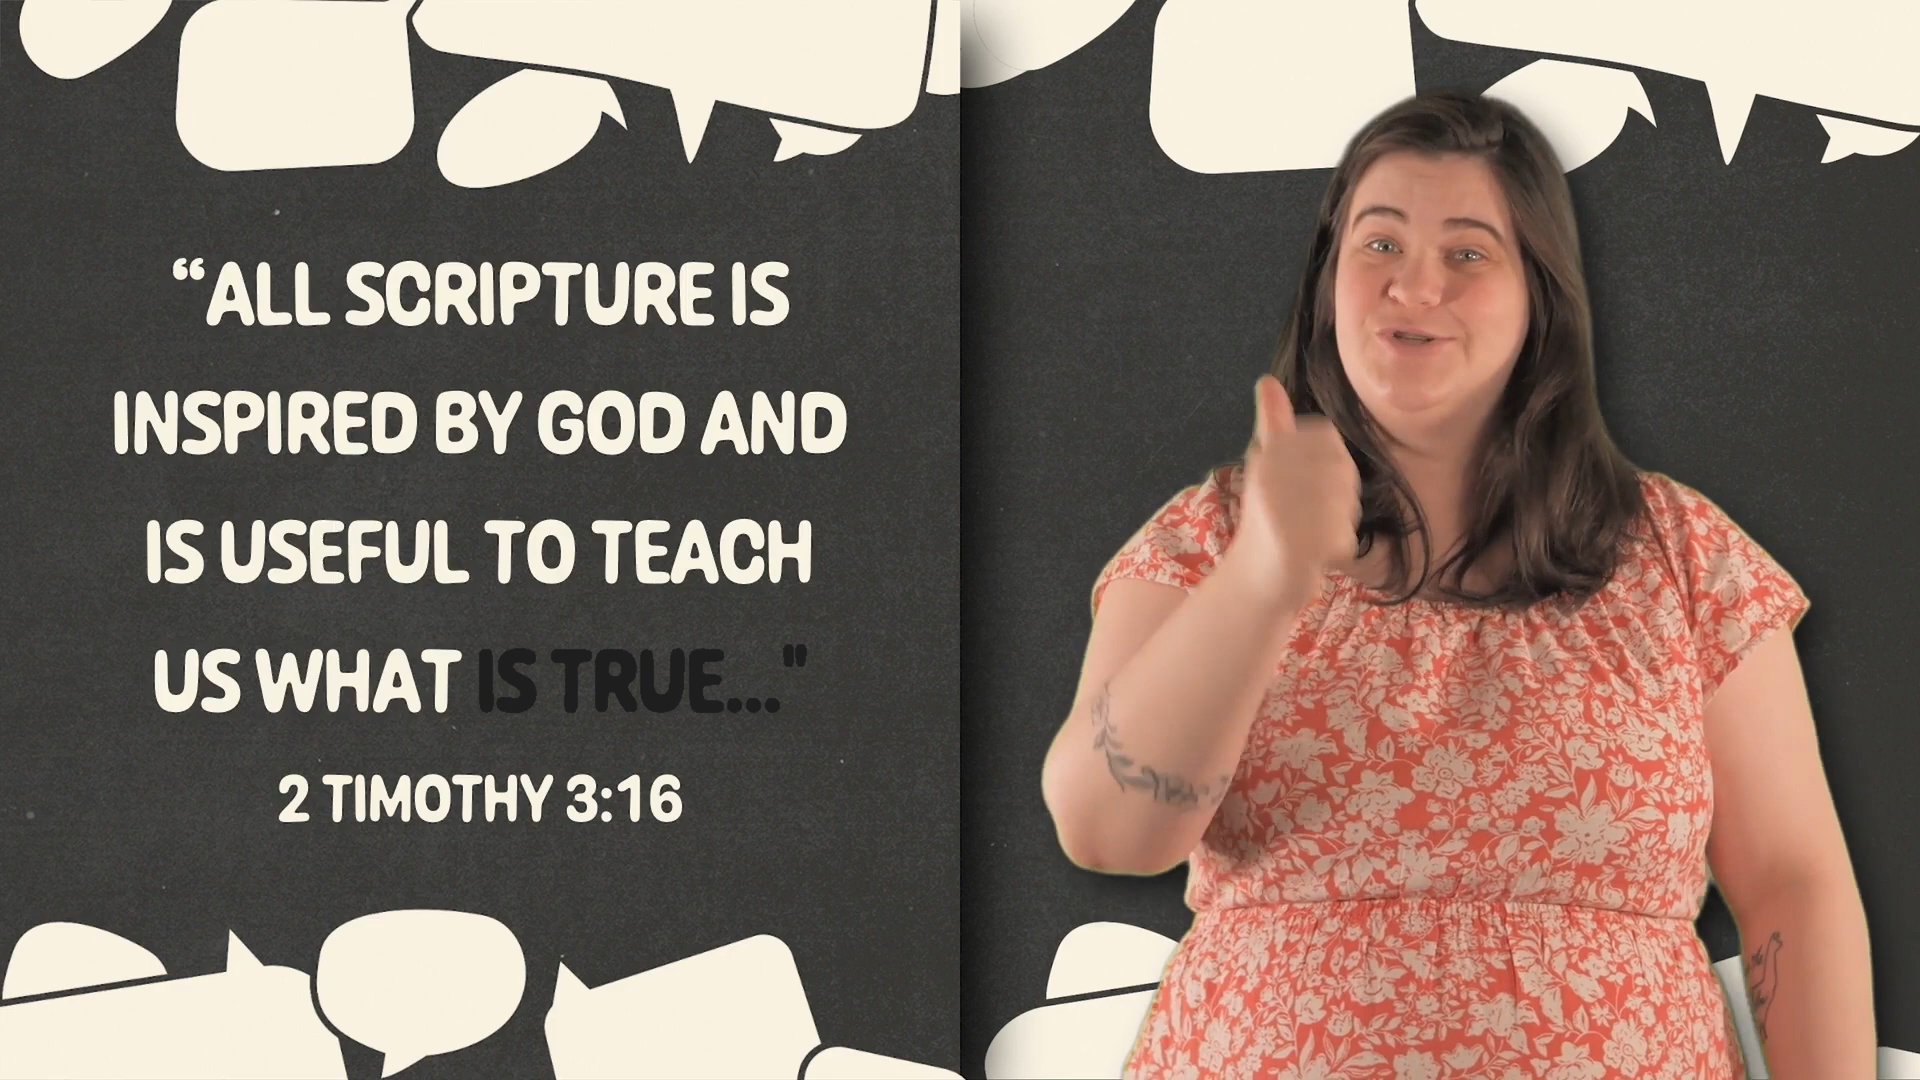 “ALL SCRIPTURE IS
INSPIRED BY GOD AND
IS USEFUL TO TEACH
US WHAT IS TRUE..."
2 TIMOTHY 3:16